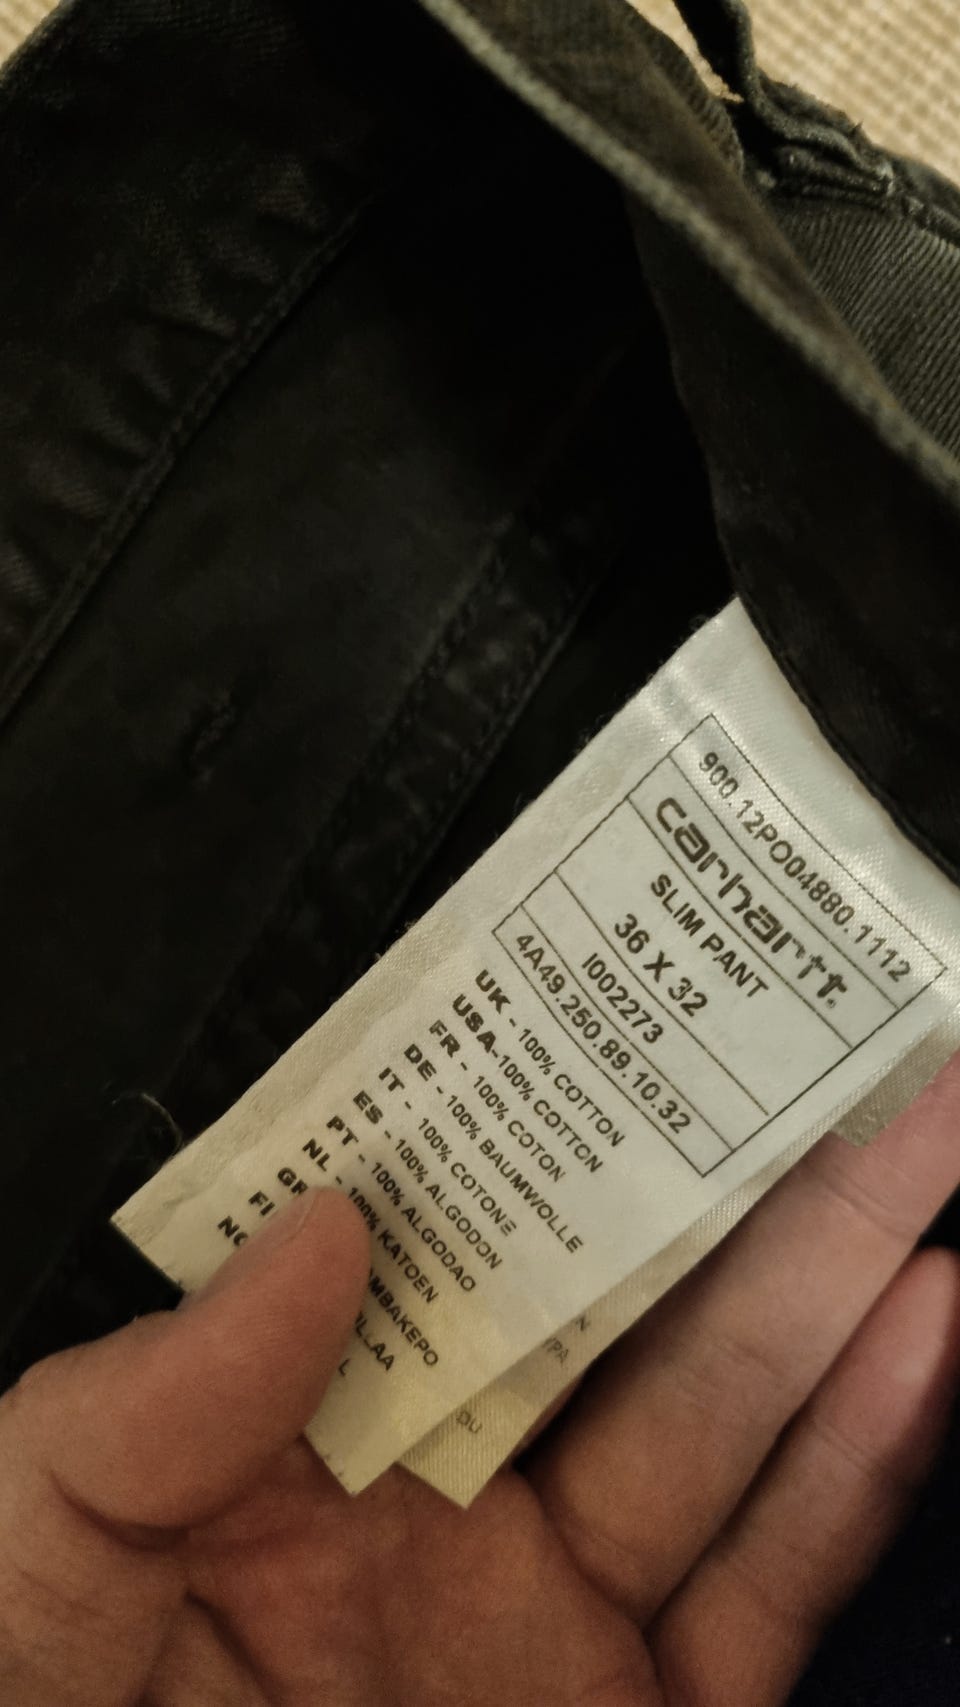 900.12PO04880.1112
carhartt.
SLIM PANT
36 X 32
I002273
4A49.250.89.10.32
UK - 100% COTTON
USA-100% COTTON
FR - 100% COTON
DE - 100% BAUMWOLLE
IT - 100% COTONE
ES - 100% ALGODON
PT - 100% ALGODAO
NL - 100% KATOEN
FI